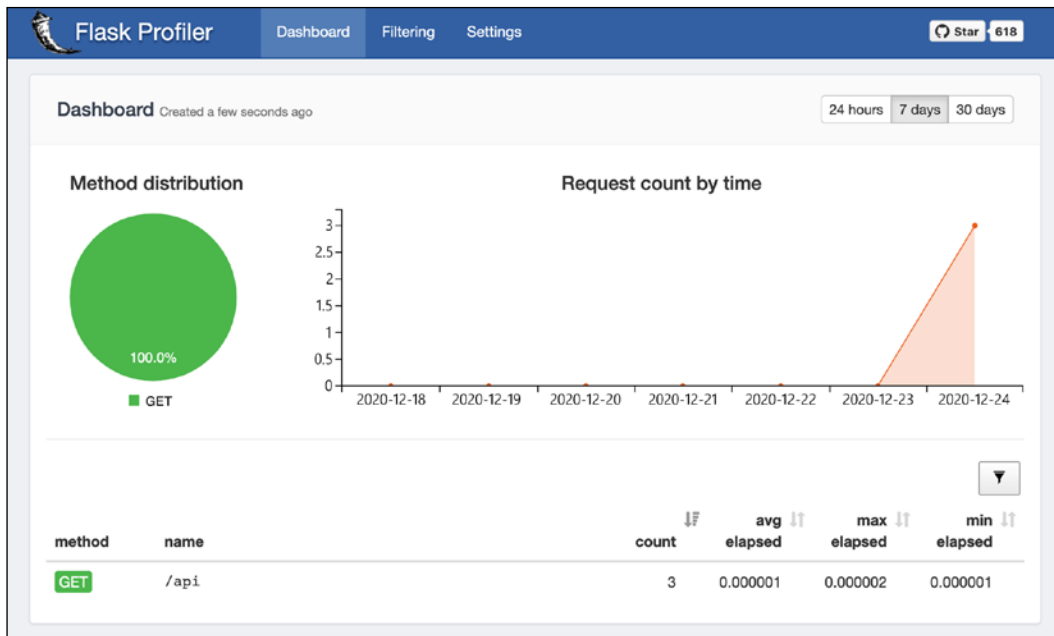 Flask Profiler Dashboard Filtering Settings Star 618
Dashboard Created a few seconds ago 24 hours 7 days 30 days
Method distribution
100.0%
GET
Request count by time
3
2.5
2
1.5
1
0.5
0
2020-12-18 2020-12-19 2020-12-20 2020-12-21 2020-12-22 2020-12-23 2020-12-24
method name count avg elapsed max elapsed min elapsed
GET /api 3 0.000001 0.000002 0.000001